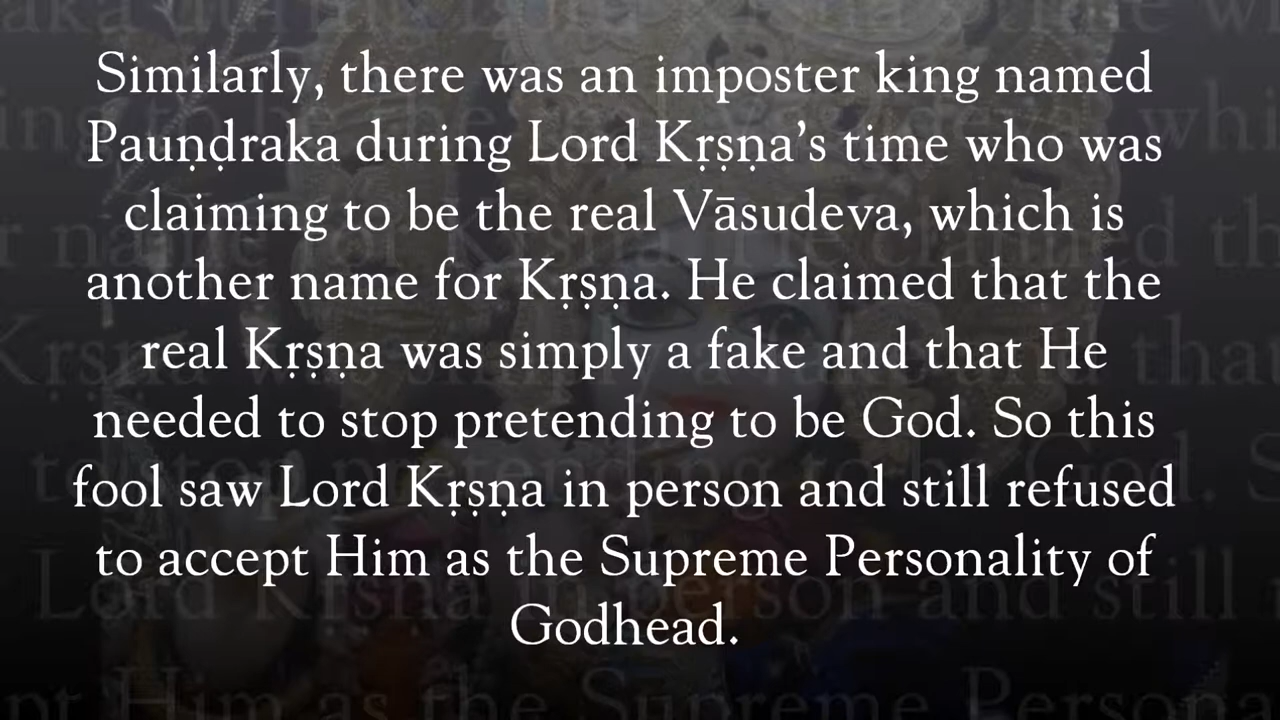 Similarly, there was an imposter king named
Pauṇḍraka during Lord Kṛṣṇa’s time who was
claiming to be the real Vāsudeva, which is
another name for Kṛṣṇa. He claimed that the
real Kṛṣṇa was simply a fake and that He
needed to stop pretending to be God. So this
fool saw Lord Kṛṣṇa in person and still refused
to accept Him as the Supreme Personality of
Godhead.